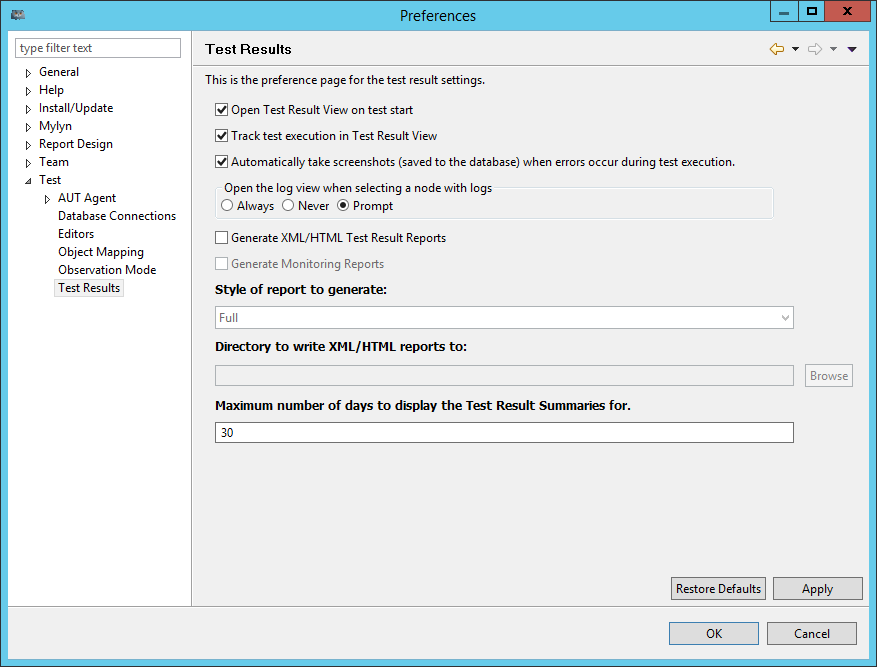 Preferences
type filter text
General
Help
Install/Update
Mylyn
Report Design
Team
Test
AUT Agent
Database Connections
Editors
Object Mapping
Observation Mode
Test Results
Test Results
This is the preference page for the test result settings.
Open Test Result View on test start
Track test execution in Test Result View
Automatically take screenshots (saved to the database) when errors occur during test execution.
Open the log view when selecting a node with logs
Always Never Prompt
Generate XML/HTML Test Result Reports
Generate Monitoring Reports
Style of report to generate:
Full
Directory to write XML/HTML reports to:
Browse
Maximum number of days to display the Test Result Summaries for.
30
Restore Defaults Apply
OK Cancel